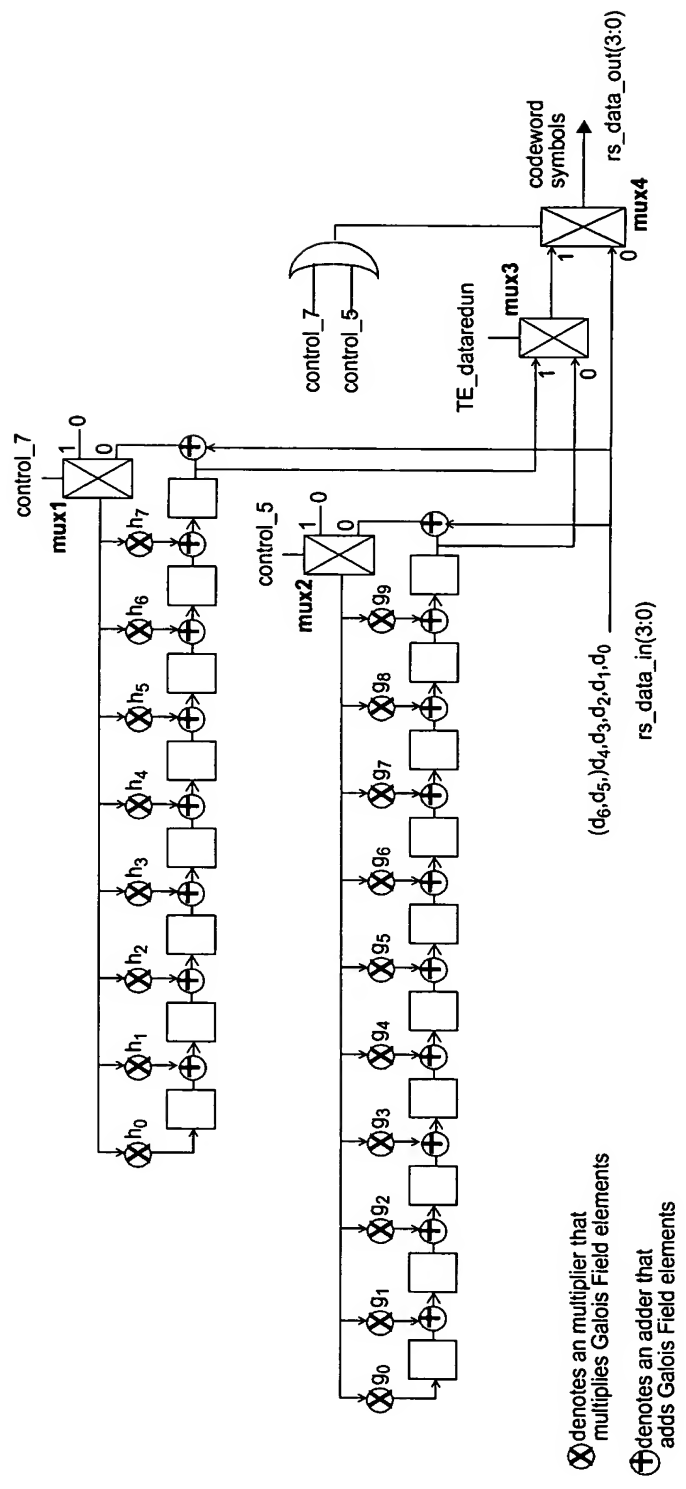 control_7
1
0
0
mux1
h0
h1
h2
h3
h4
h5
h6
h7
control_5
1
0
0
mux2
g0
g1
g2
g3
g4
g5
g6
g7
g8
g9
control_7
control_5
TE_dataredun
mux3
1
0
codeword
symbols
rs_data_out(3:0)
1
0
mux4
(d6,d5,)d4,d3,d2,d1,d0
rs_data_in(3:0)
denotes an multiplier that
multiplies Galois Field elements
denotes an adder that
adds Galois Field elements